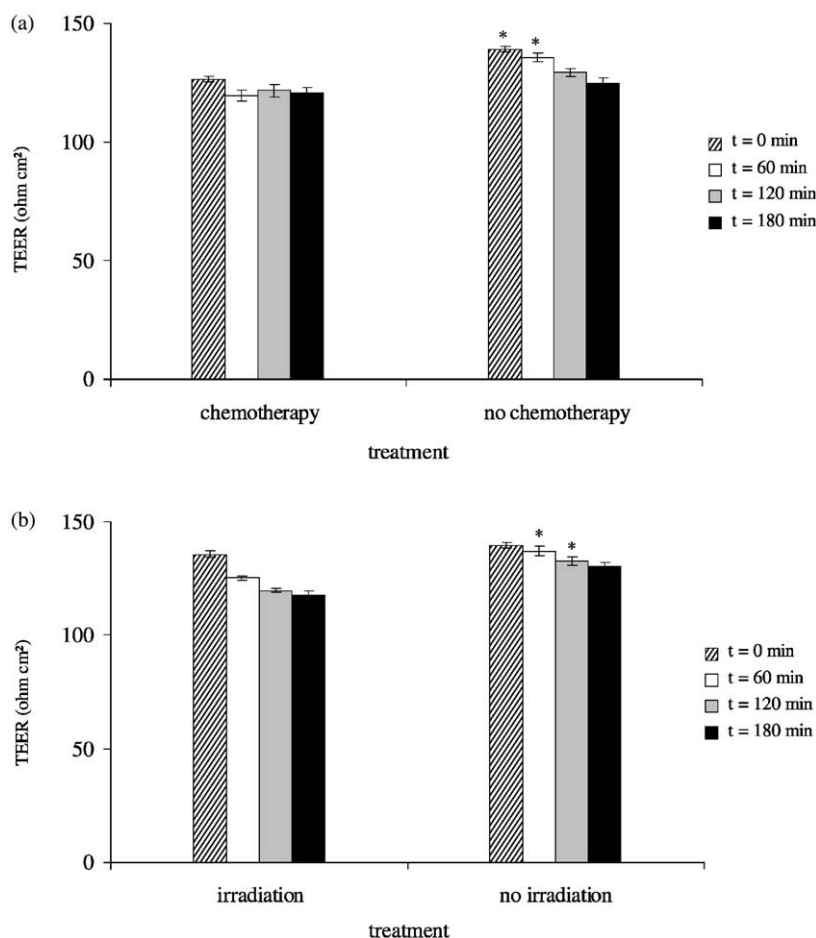 (a)
150
100
50
0
TEER (ohm cm²)
* *
t = 0 min
t = 60 min
t = 120 min
t = 180 min
chemotherapy no chemotherapy
treatment
(b)
150
100
50
0
TEER (ohm cm²)
* *
t = 0 min
t = 60 min
t = 120 min
t = 180 min
irradiation no irradiation
treatment